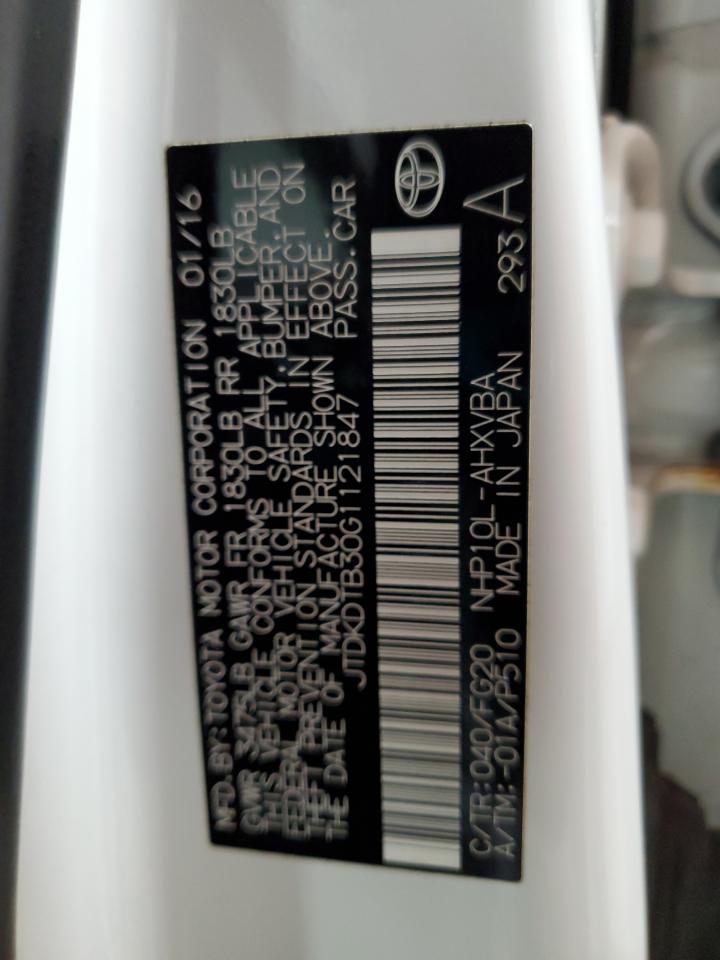 MFD.BY: TOYOTA MOTOR CORPORATION 01/16
GVWR 3475LB GAWR FR 1830LB RR 1830LB
THIS VEHICLE CONFORMS TO ALL APPLICABLE
FEDERAL MOTOR VEHICLE SAFETY, BUMPER, AND
THEFT PREVENTION STANDARDS IN EFFECT ON
THE DATE OF MANUFACTURE SHOWN ABOVE.
JTDKDTB30G1121847 PASS.CAR
C/TR:040/FG20 NHP10L-AHXVBA 293 A
A/TM:-01A/P510 MADE IN JAPAN